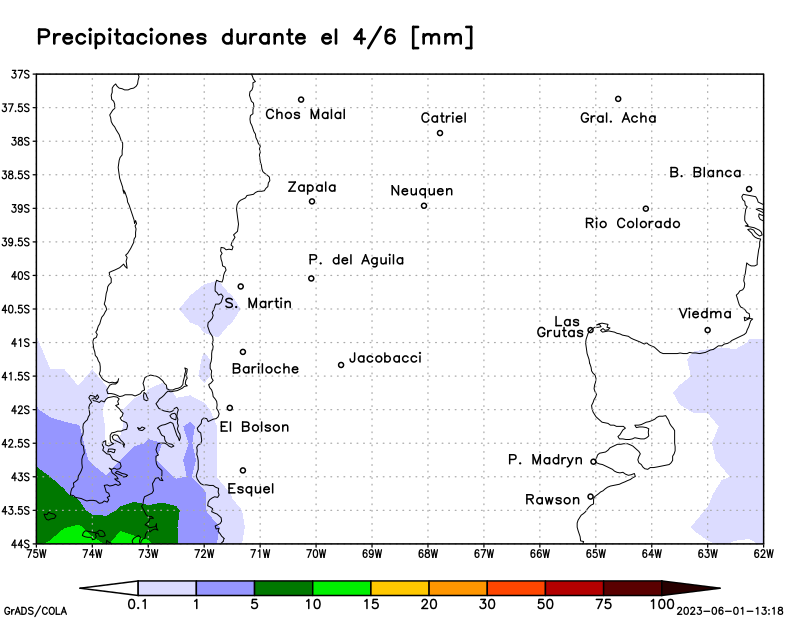 Precipitaciones durante el 4/6 [mm]
37S
37.5S
38S
38.5S
39S
39.5S
40S
40.5S
41S
41.5S
42S
42.5S
43S
43.5S
44S
Chos Malal
Catriel
Gral. Acha
B. Blanca
Zapala
Neuquen
Rio Colorado
P. del Aguila
S. Martin
Viedma
Las
Grutas
Bariloche
Jacobacci
El Bolson
Esquel
P. Madryn
Rawson
75W 74W 73W 72W 71W 70W 69W 68W 67W 66W 65W 64W 63W 62W
0.1 1 5 10 15 20 30 50 75 100
GrADS/COLA
2023-06-01-13:18